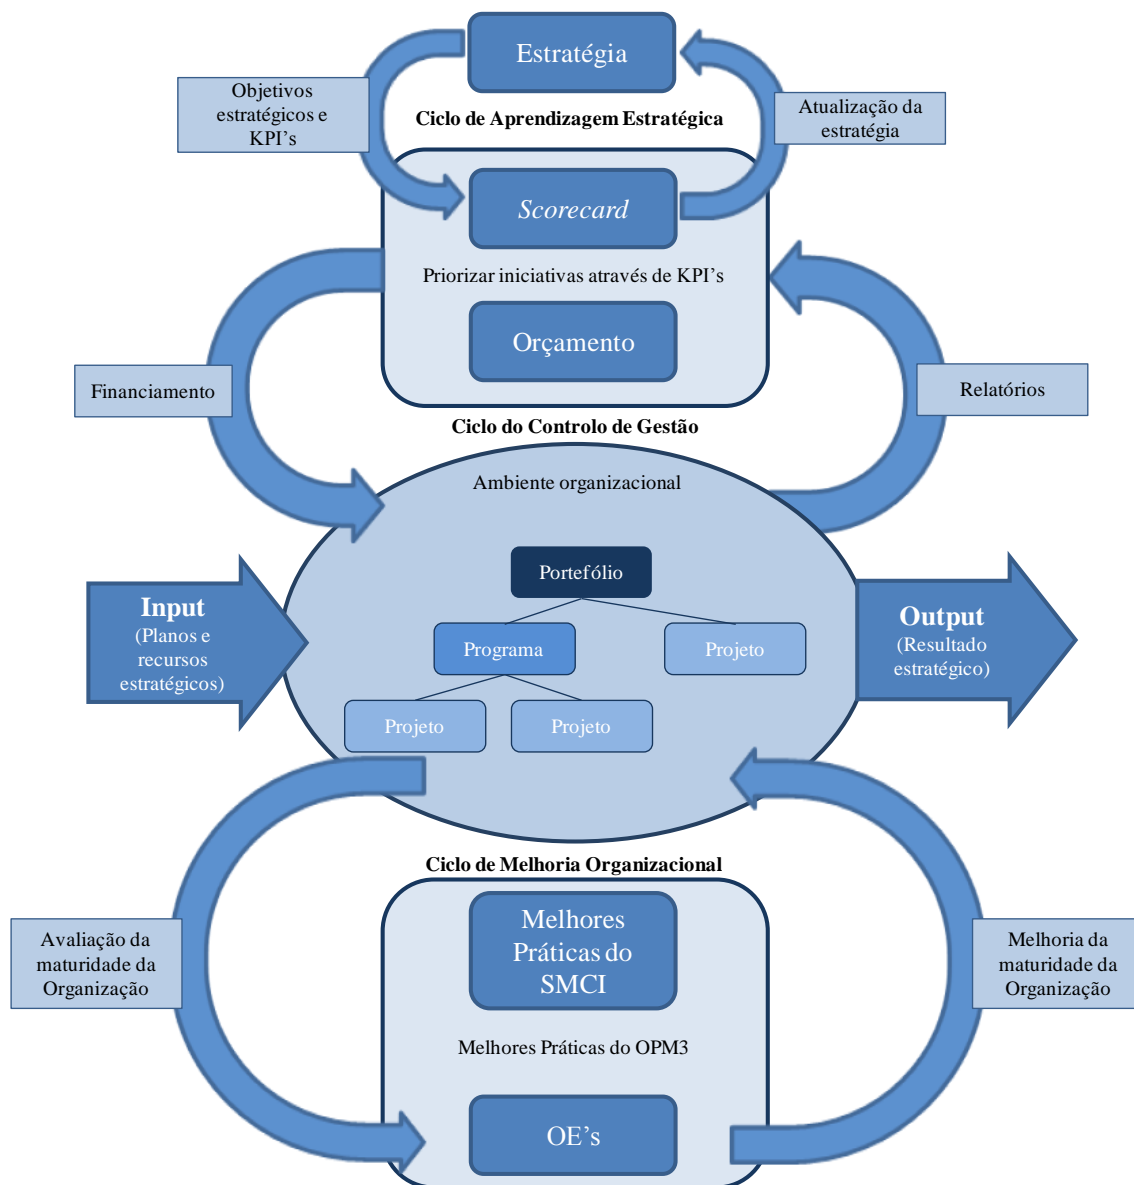 Estratégia
Objetivos
estratégicos e
KPI's
Ciclo de Aprendizagem Estratégica
Atualização da
estratégia
Scorecard
Priorizar iniciativas através de KPI's
Orçamento
Financiamento
Relatórios
Ciclo do Controlo de Gestão
Ambiente organizacional
Portefólio
Input
(Planos e
recursos
estratégicos)
Programa
Projeto
Output
(Resultado
estratégico)
Projeto
Projeto
Ciclo de Melhoria Organizacional
Melhores
Práticas do
SMCI
Avaliação da
maturidade da
Organização
Melhoria da
maturidade da
Organização
Melhores Práticas do OPM3
OE's